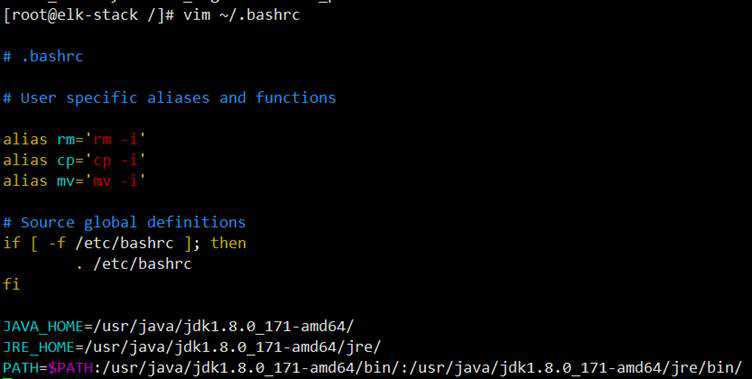 [root@elk-stack /]# vim ~/.bashrc
# .bashrc
# User specific aliases and functions
alias rm='rm -i'
alias cp='cp -i'
alias mv='mv -i'
# Source global definitions
if [ -f /etc/bashrc ]; then
        . /etc/bashrc
fi
JAVA_HOME=/usr/java/jdk1.8.0_171-amd64/
JRE_HOME=/usr/java/jdk1.8.0_171-amd64/jre/
PATH=$PATH:/usr/java/jdk1.8.0_171-amd64/bin/:/usr/java/jdk1.8.0_171-amd64/jre/bin/